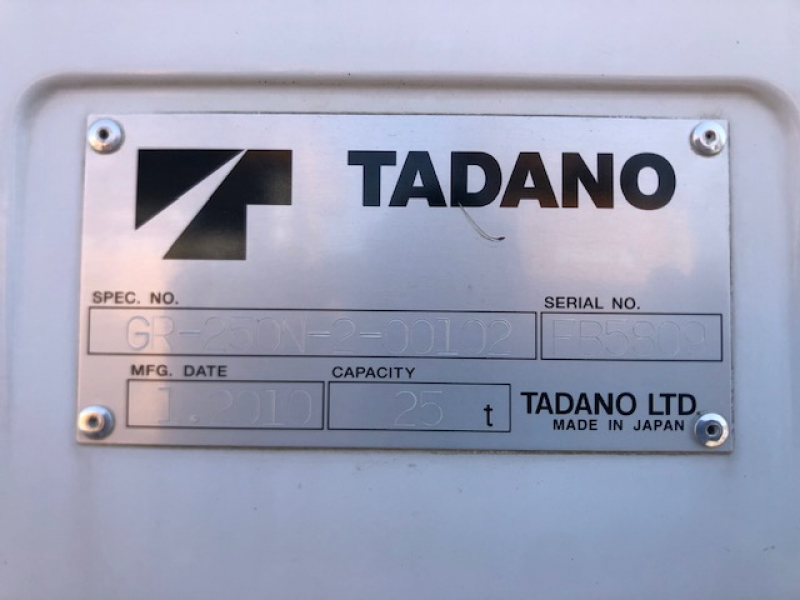 TADANO
SPEC. NO.
SERIAL NO.
GR-250N-2-00102
FB5809
MFG. DATE
CAPACITY
1.2010
25 t
TADANO LTD.
MADE IN JAPAN